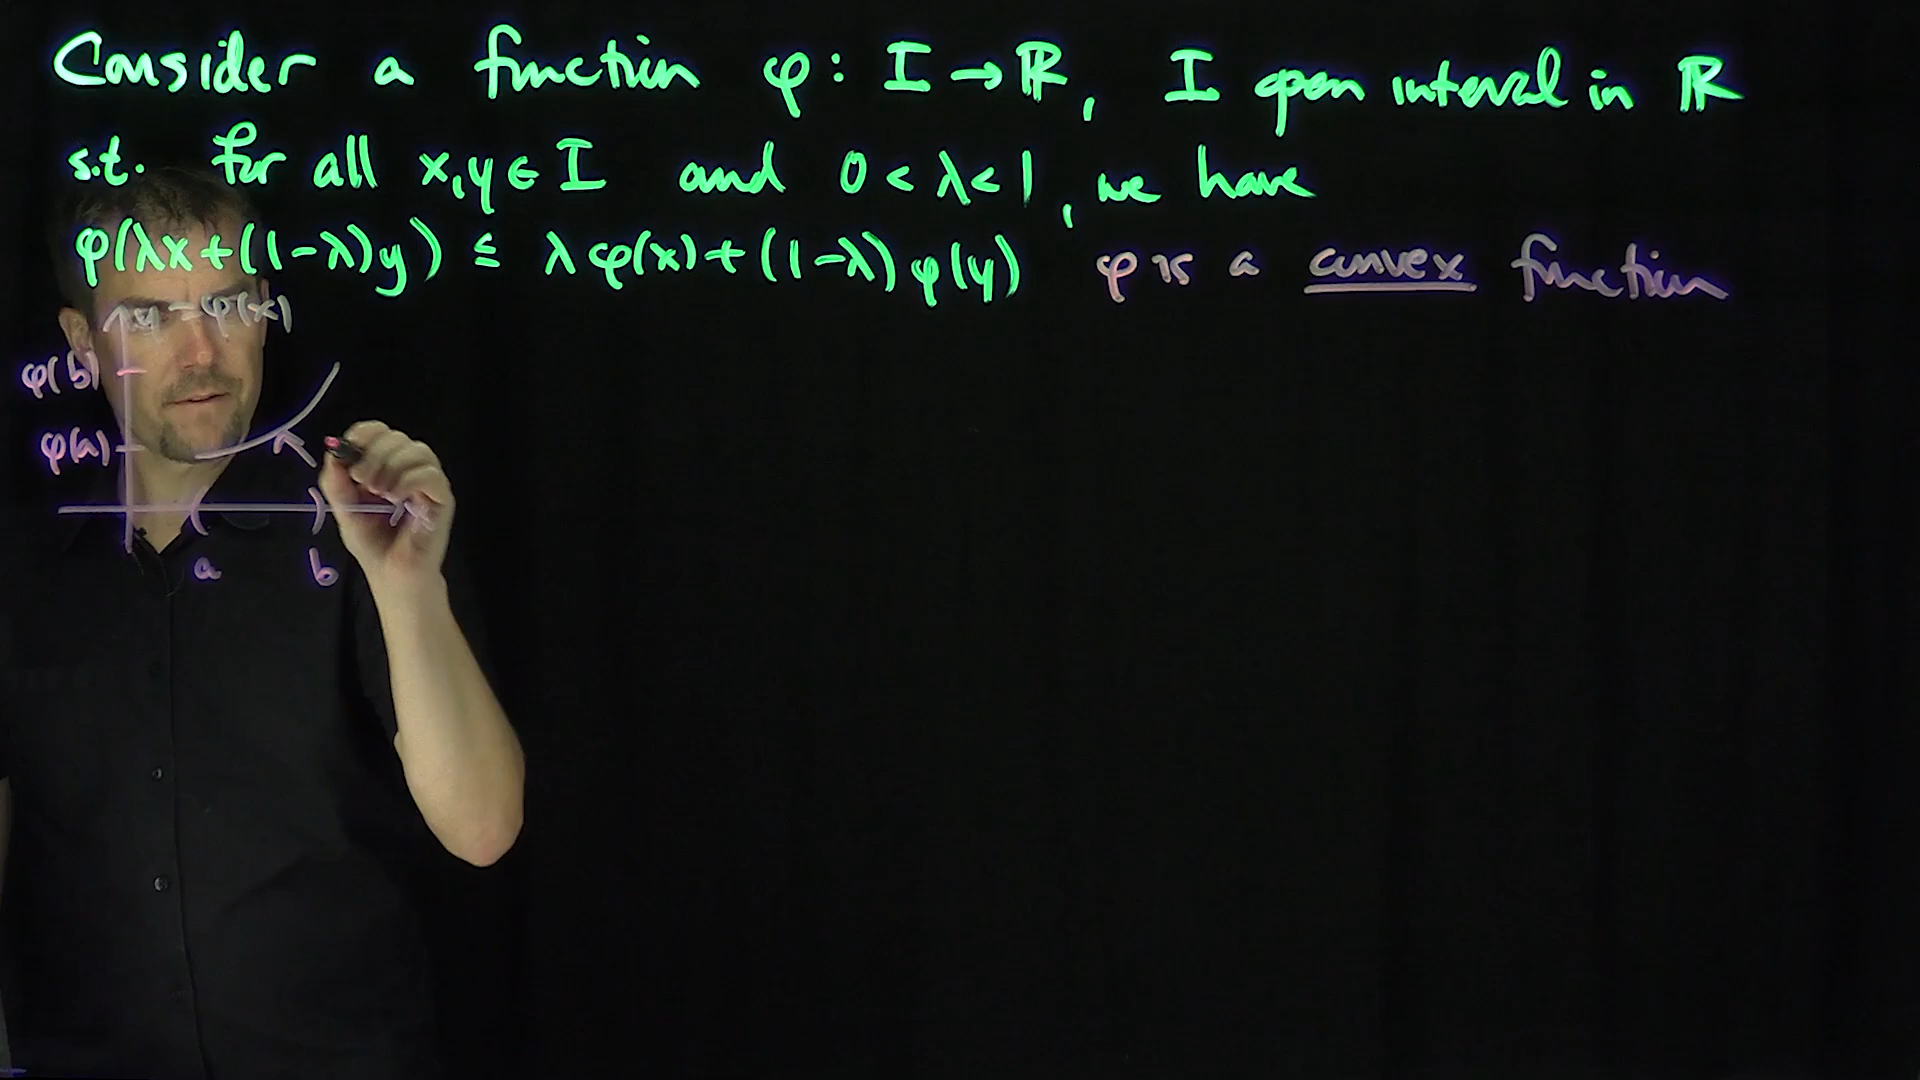 Consider a function φ: I → ℝ, I open interval in ℝ
s.t. for all x,y ∈ I and 0 < λ < 1, we have
φ(λx+(1-λ)y) ≤ λφ(x)+(1-λ)φ(y) φ is a convex function
y = φ(x)
φ(b)
φ(a)
x
a b